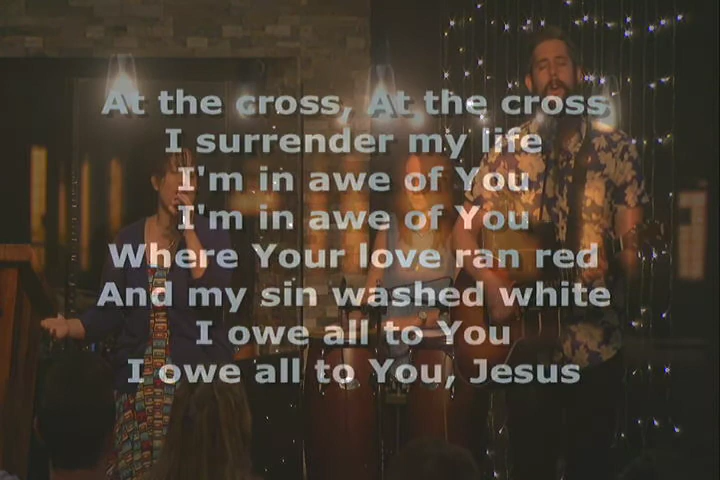 At the cross, At the cross
I surrender my life
I'm in awe of You
I'm in awe of You
Where Your love ran red
And my sin washed white
I owe all to You
I owe all to You, Jesus